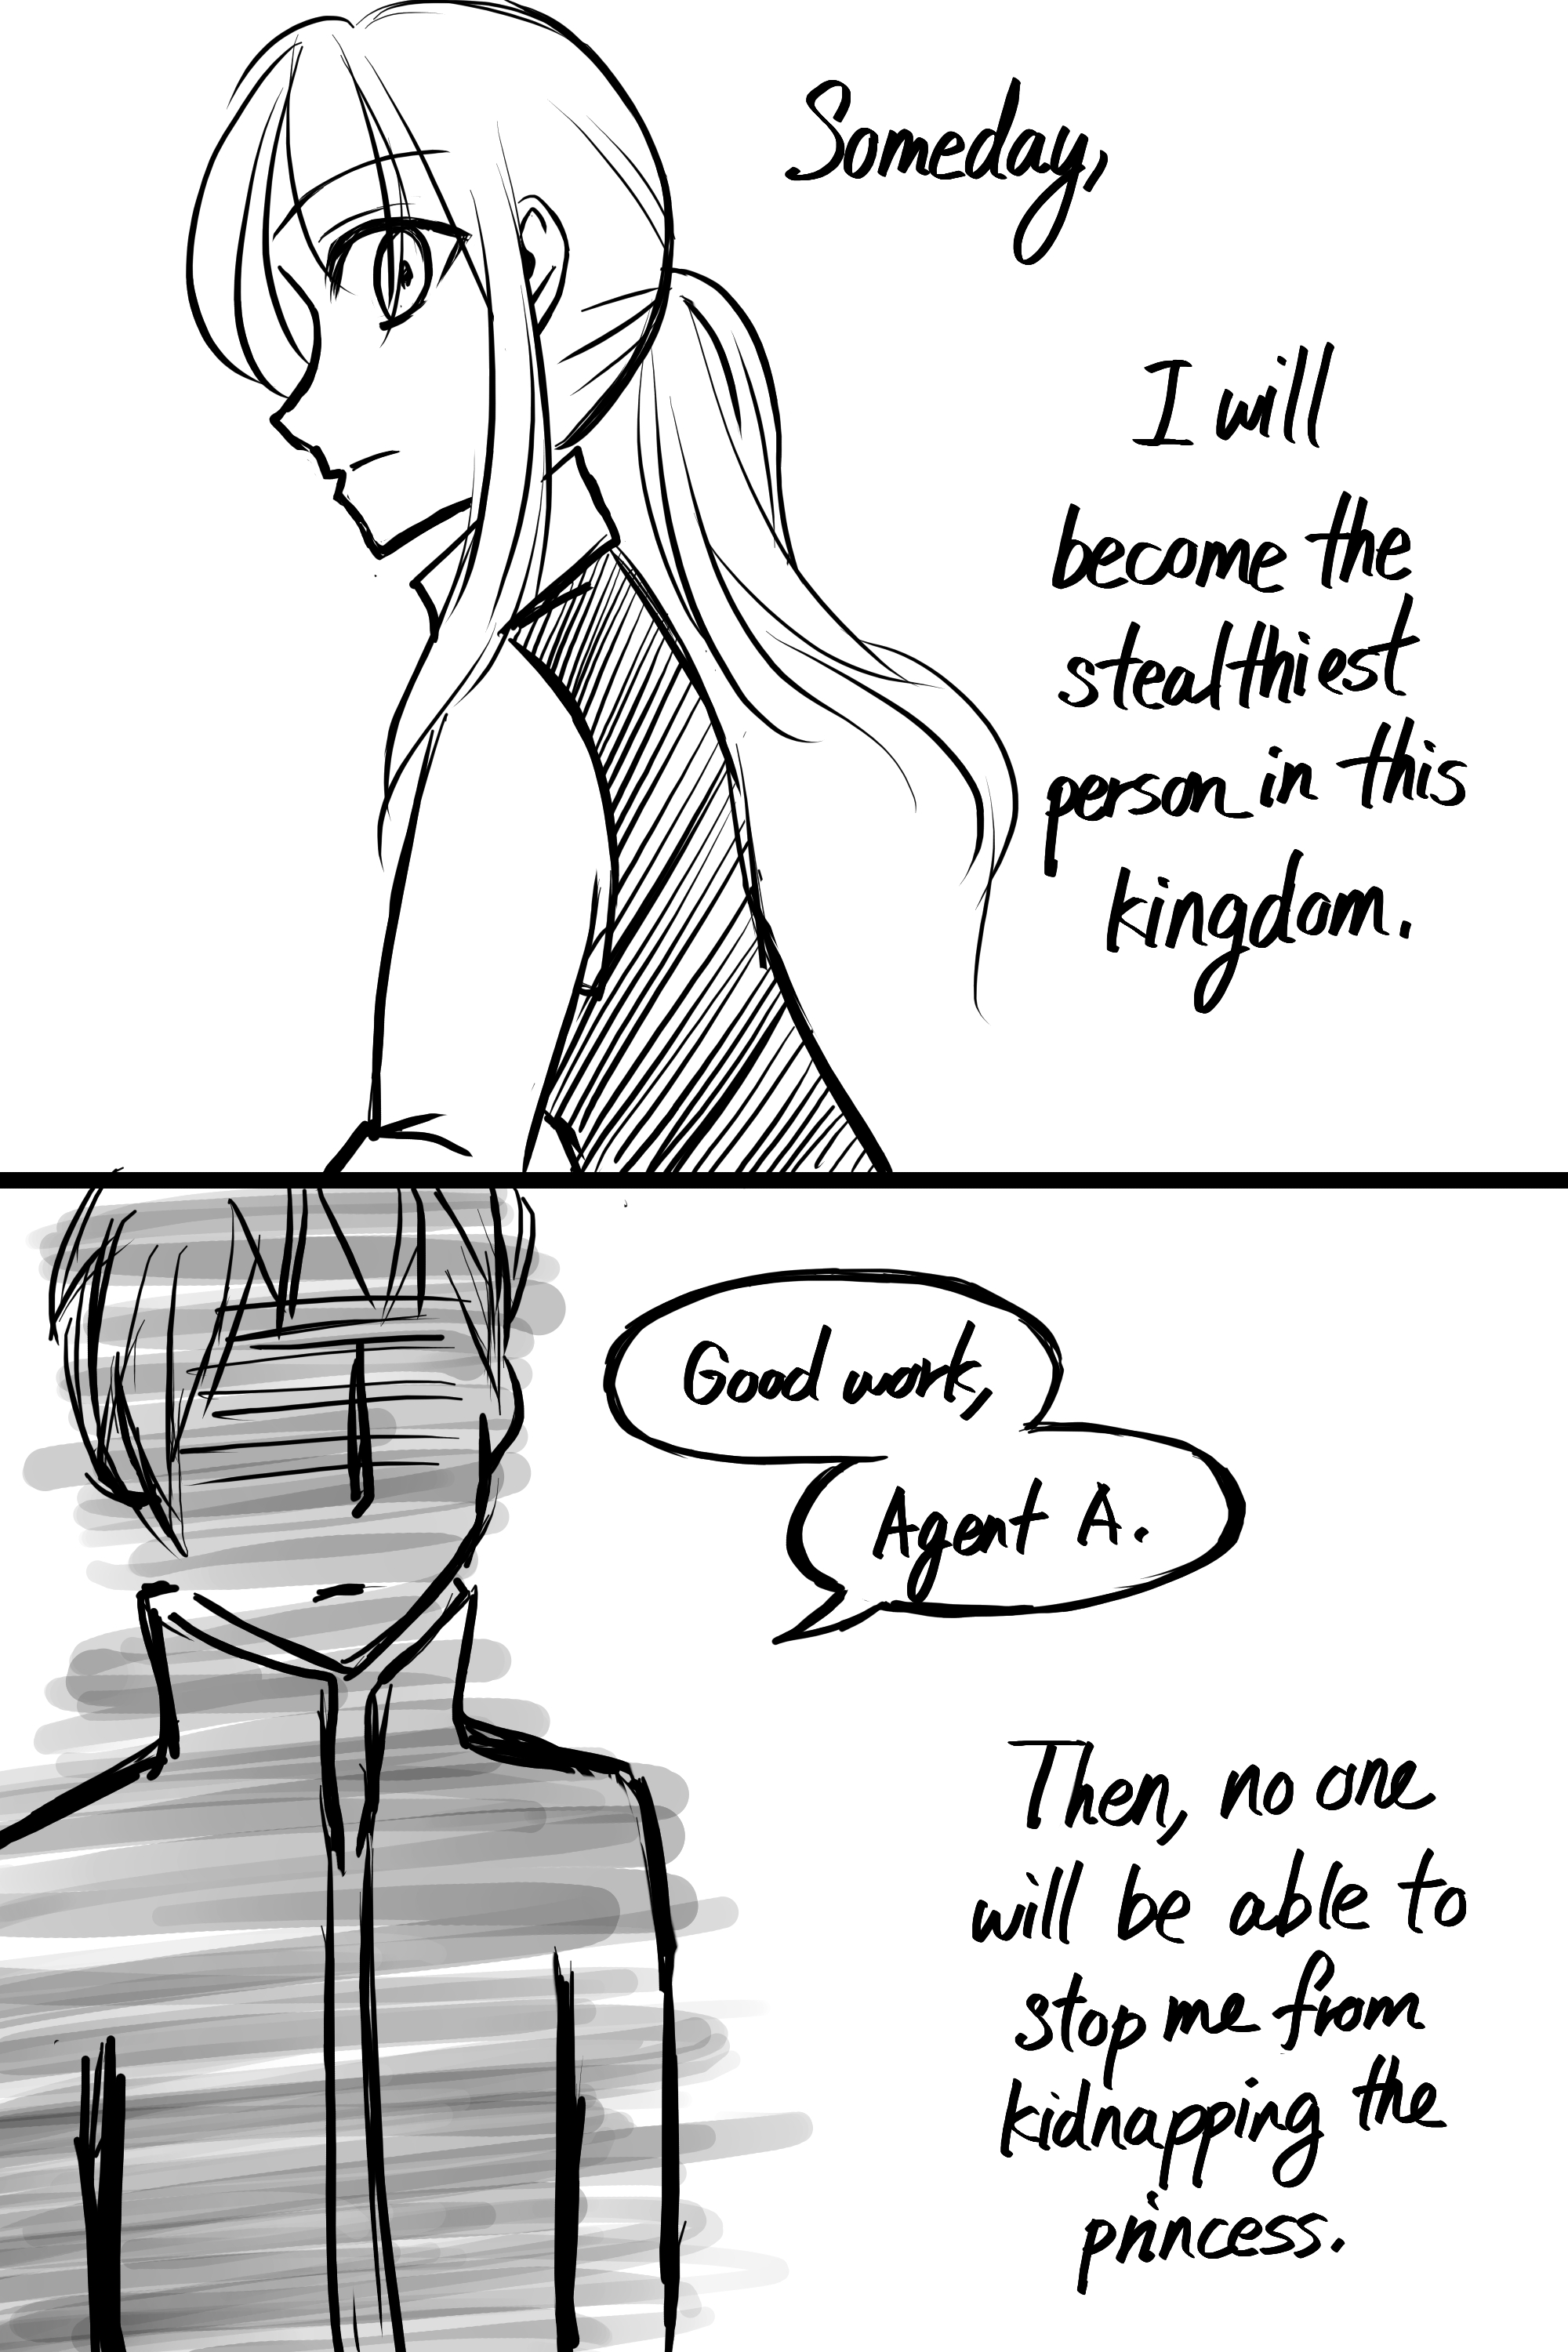 Someday,
I will
become the
stealthiest
person in this
kingdom.
Good work,
Agent A.
Then, no one
will be able to
stop me from
kidnapping the
princess.